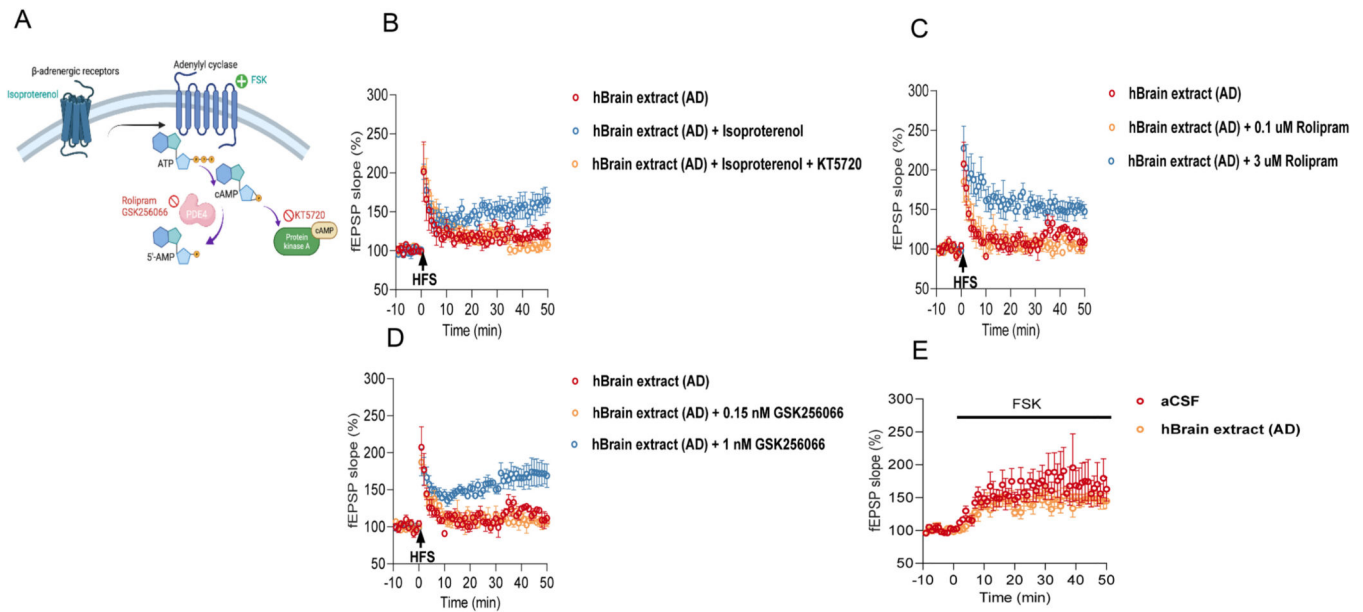 A
β-adrenergic receptors
Isoproterenol
Adenylyl cyclase
FSK
ATP
cAMP
Rolipram
GSK256066
PDE4
KT5720
cAMP
Protein
kinase A
5'-AMP
B
hBrain extract (AD)
hBrain extract (AD) + Isoproterenol
hBrain extract (AD) + Isoproterenol + KT5720
fEPSP slope (%)
300
250
200
150
100
50
HFS
-10 0 10 20 30 40 50
Time (min)
C
hBrain extract (AD)
hBrain extract (AD) + 0.1 uM Rolipram
hBrain extract (AD) + 3 uM Rolipram
fEPSP slope (%)
300
250
200
150
100
50
HFS
-10 0 10 20 30 40 50
Time (min)
D
hBrain extract (AD)
hBrain extract (AD) + 0.15 nM GSK256066
hBrain extract (AD) + 1 nM GSK256066
fEPSP slope (%)
300
250
200
150
100
50
HFS
-10 0 10 20 30 40 50
Time (min)
E
FSK
aCSF
hBrain extract (AD)
fEPSP slope (%)
300
250
200
150
100
50
-10 0 10 20 30 40 50
Time (min)